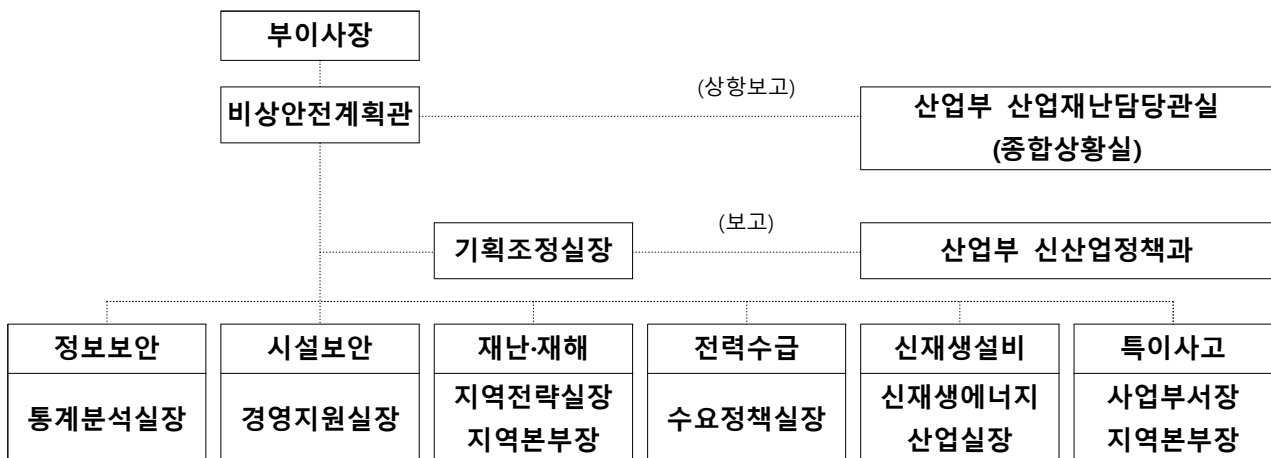 부이사장
(상항보고)
비상안전계획관
산업부 산업재난담당관실
(종합상황실)
(보고)
기획조정실장
산업부 신산업정책과
정보보안
시설보안
재난·재해
전력수급
신재생설비
특이사고
통계분석실장
경영지원실장
지역전략실장
지역본부장
수요정책실장
신재생에너지
산업실장
사업부서장
지역본부장